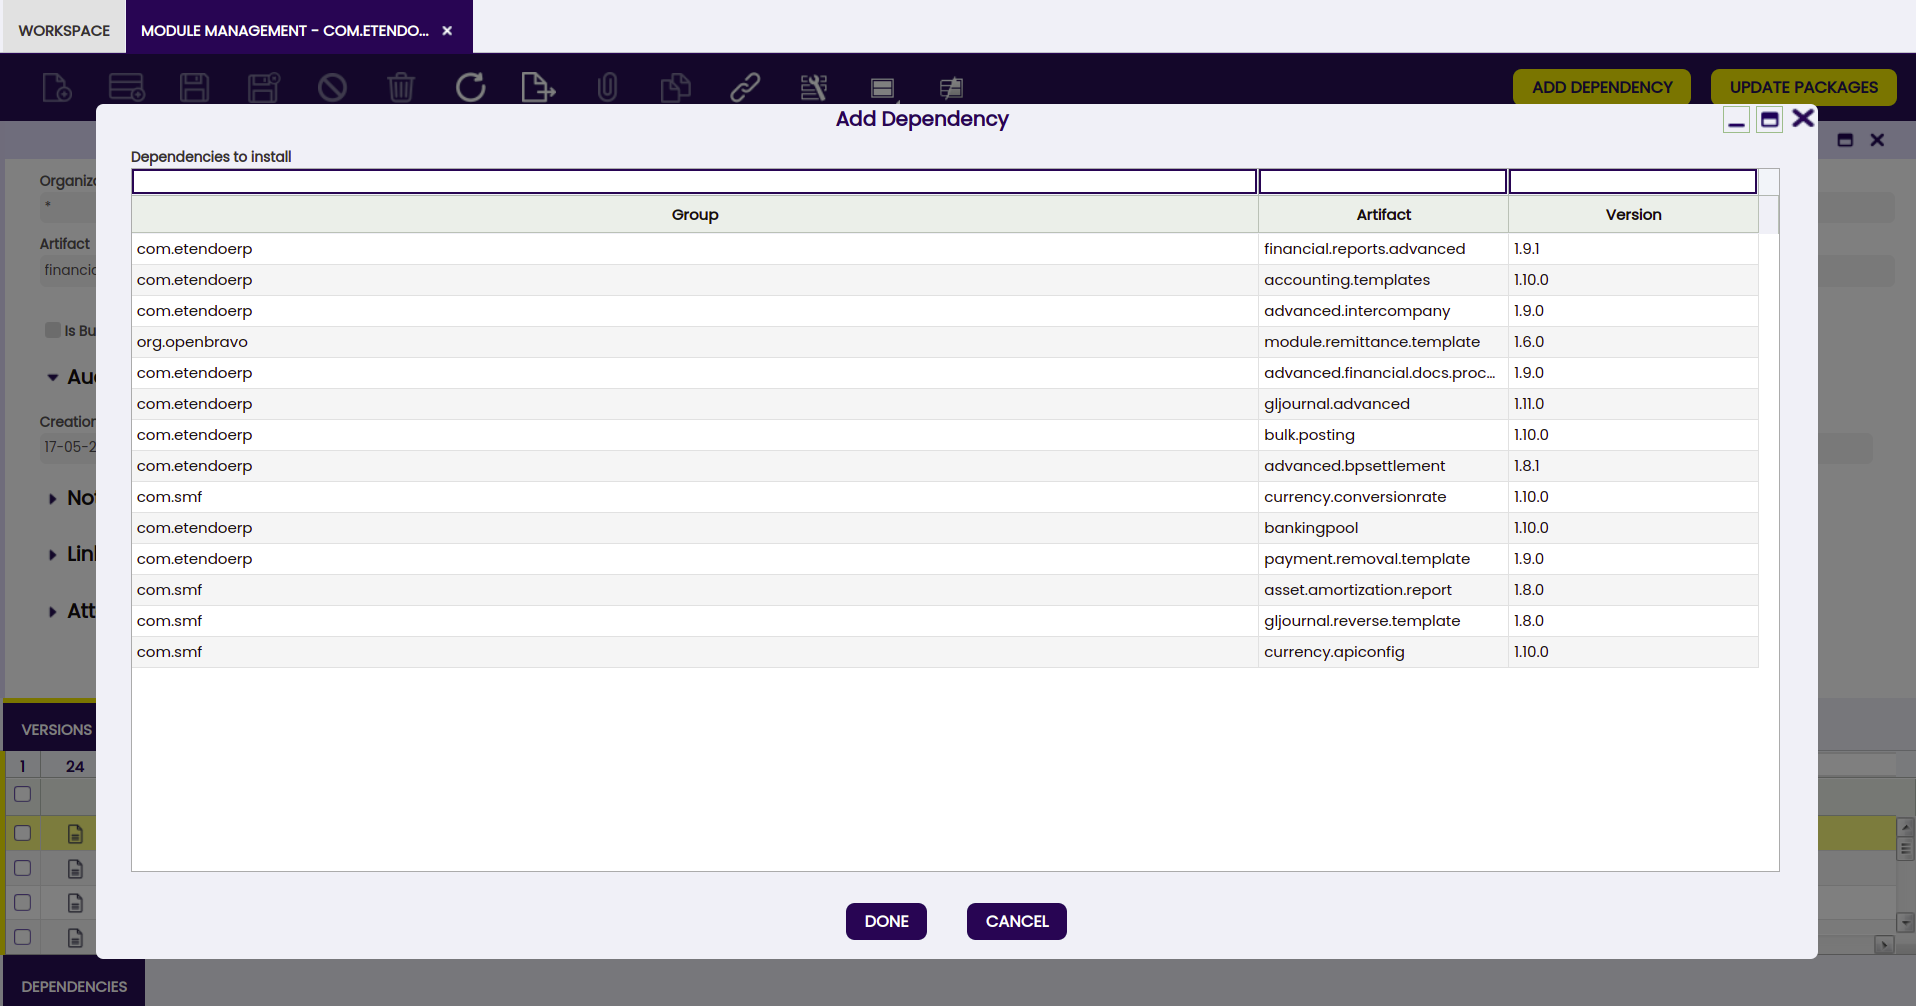 WORKSPACE
MODULE MANAGEMENT - COM.ETENDO...
ADD DEPENDENCY
UPDATE PACKAGES
Add Dependency
Dependencies to install
Group Artifact Version
com.etendoerp financial.reports.advanced 1.9.1
com.etendoerp accounting.templates 1.10.0
com.etendoerp advanced.intercompany 1.9.0
org.openbravo module.remittance.template 1.6.0
com.etendoerp advanced.financial.docs.proc... 1.9.0
com.etendoerp gljournal.advanced 1.11.0
com.etendoerp bulk.posting 1.10.0
com.etendoerp advanced.bpsettlement 1.8.1
com.smf currency.conversionrate 1.10.0
com.etendoerp bankingpool 1.10.0
com.etendoerp payment.removal.template 1.9.0
com.smf asset.amortization.report 1.8.0
com.smf gljournal.reverse.template 1.8.0
com.smf currency.apiconfig 1.10.0
DONE
CANCEL
Organiz
*
Artifact
financi
Is Bu
Au
Creation
17-05-2
No
Lin
Att
VERSIONS
1 24
DEPENDENCIES